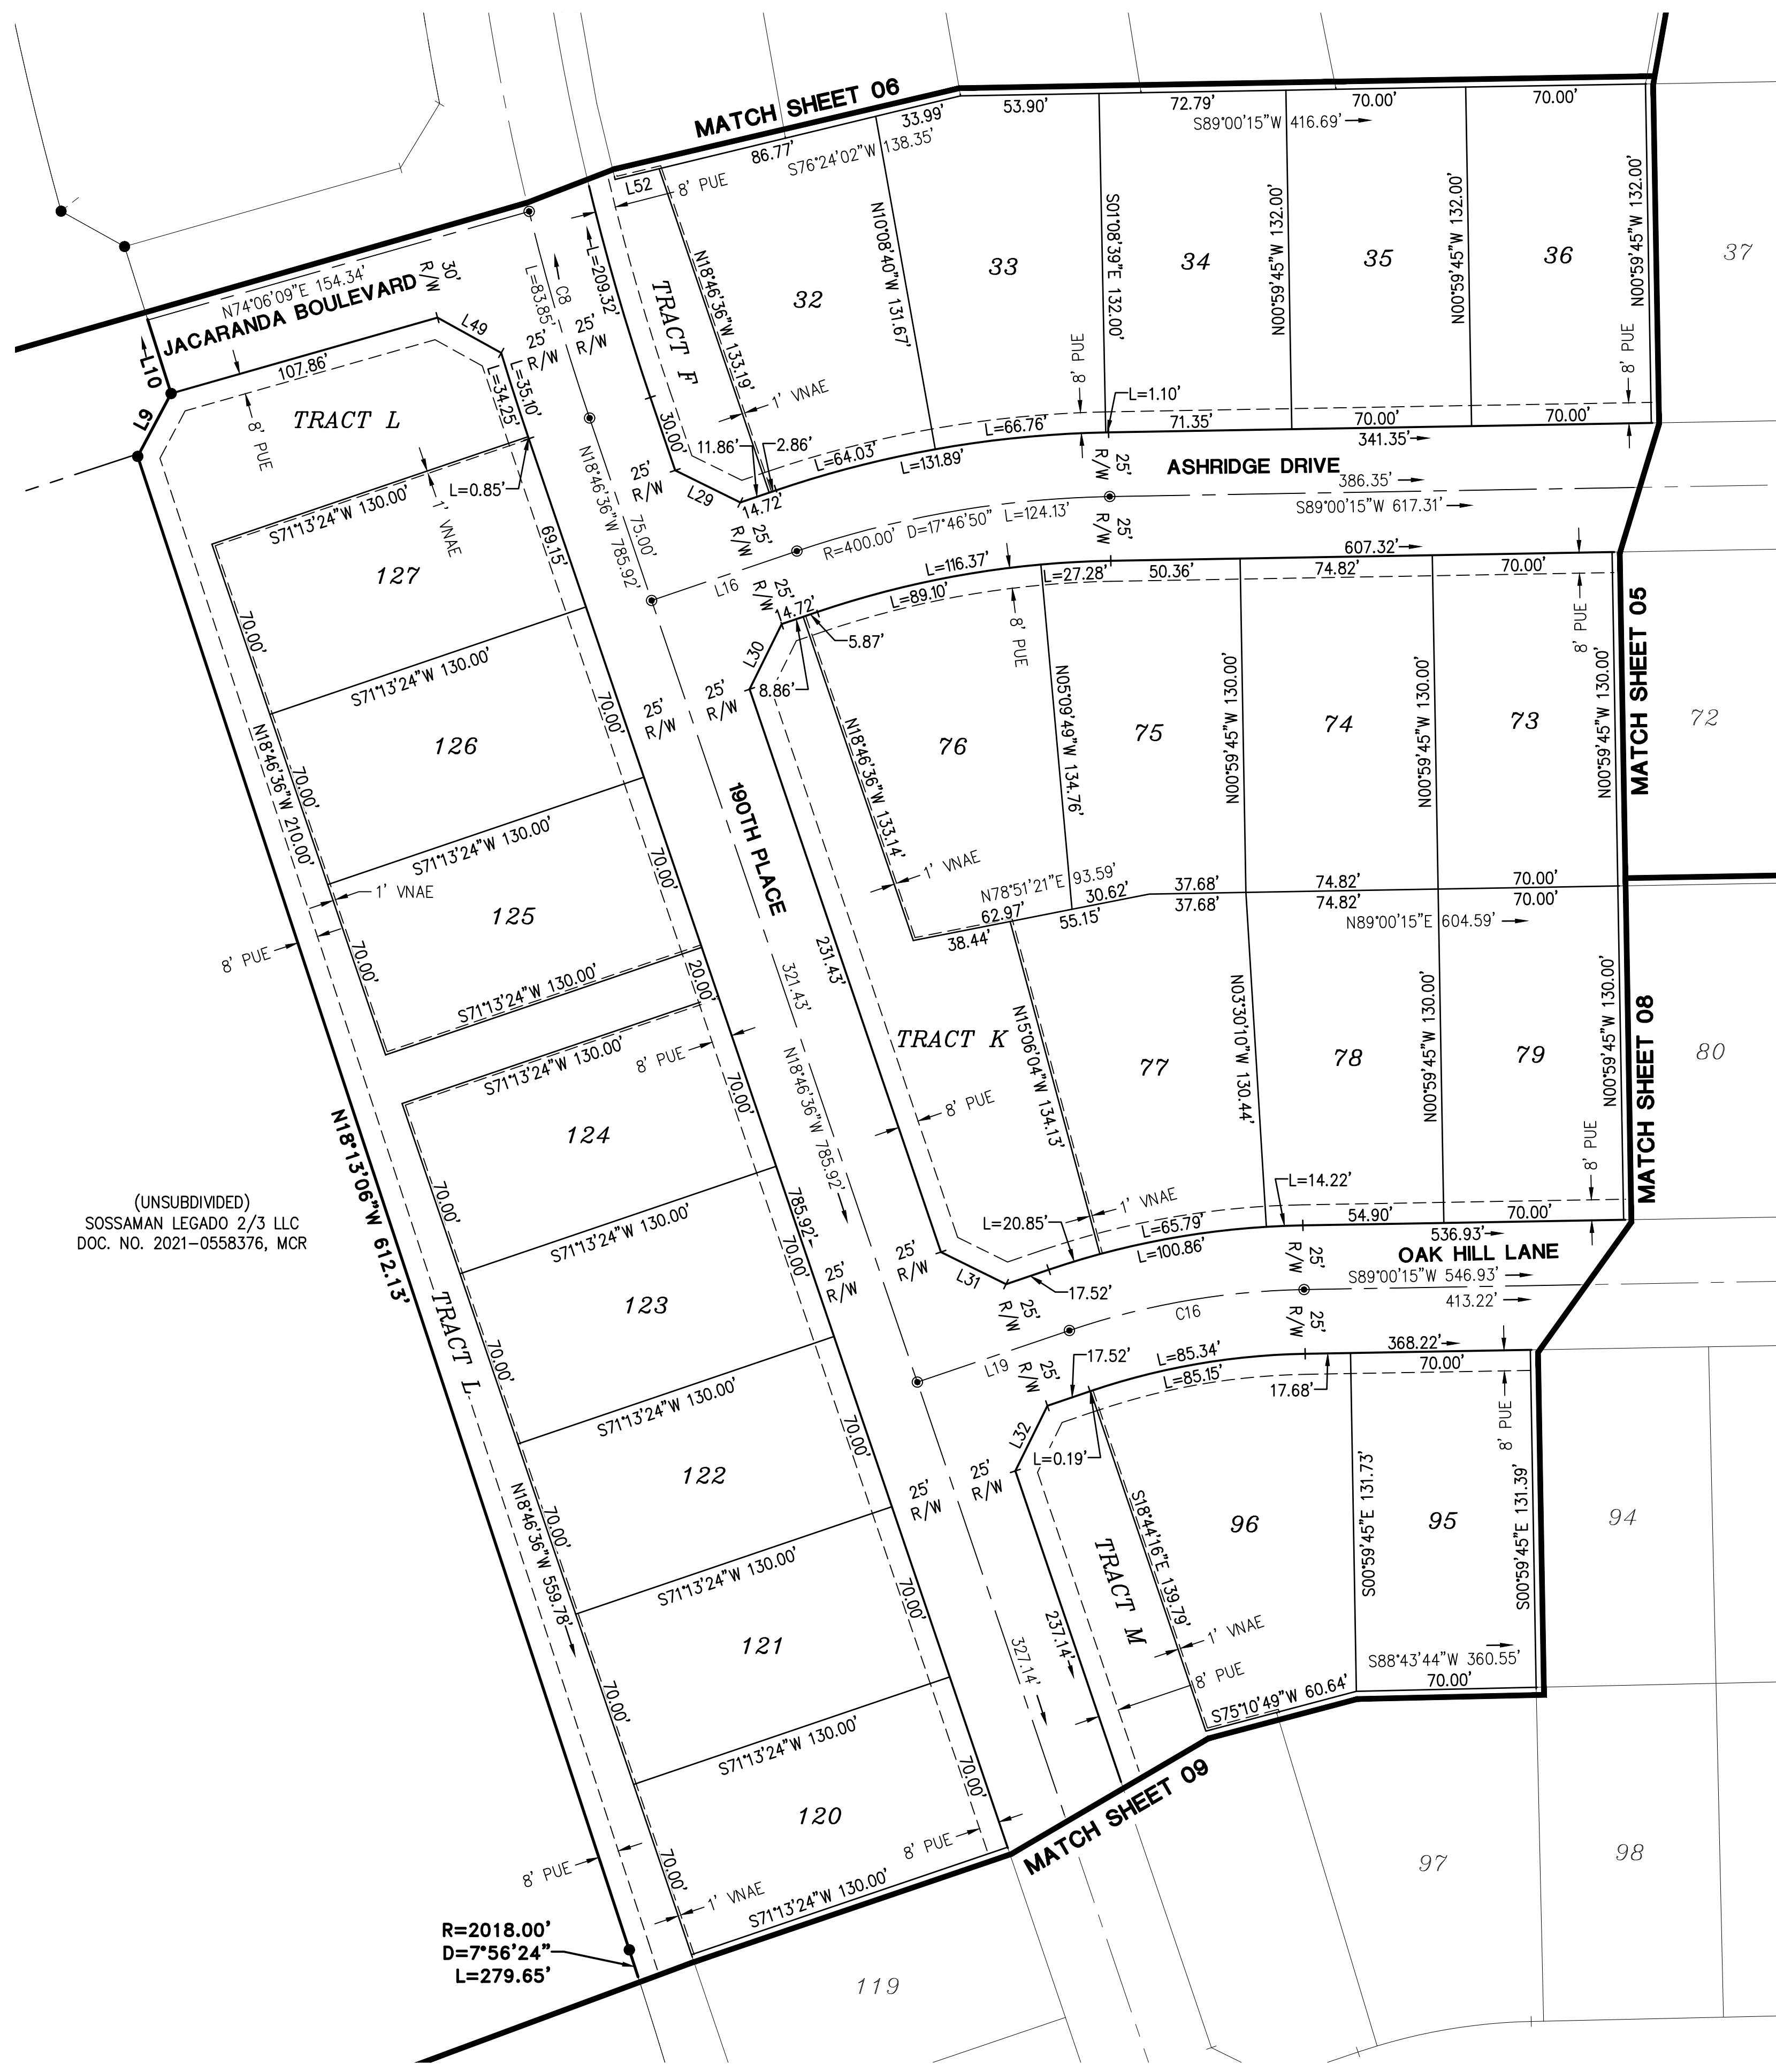 MATCH SHEET 06
33.99'
53.90'
72.79'
70.00'
70.00'
S89°00'15"W 416.69'
86.77'
S76°24'02"W 138.35'
L52
8' PUE
N74°06'09"E 154.34'
JACARANDA BOULEVARD
30'
R/W
L=83.85'
C8
L=209.32'
25'
R/W
25'
R/W
TRACT F
N18°46'36"W 133.19'
32
N10°08'40"W 131.67'
33
S01°08'39"E 132.00'
34
N00°59'45"W 132.00'
35
N00°59'45"W 132.00'
36
N00°59'45"W 132.00'
37
8' PUE
8' PUE
L10
L9
L49
107.86'
L=35.10'
L=34.25'
TRACT L
8' PUE
1' VNAE
30.00'
11.86'
2.86'
L=64.03'
L=66.76'
L=131.89'
L=1.10'
71.35'
70.00'
70.00'
341.35'
25'
R/W
L29
14.72'
25'
R/W
25'
R/W
ASHRIDGE DRIVE
386.35'
S89°00'15"W 617.31'
N18°46'36"W 785.92'
75.00'
L=0.85'
S71°13'24"W 130.00'
1' VNAE
69.15'
127
R=400.00' D=17°46'50" L=124.13'
25'
R/W
L16
25'
R/W
14.72'
L=116.37'
L=89.10'
L=27.28'
50.36'
74.82'
607.32'
70.00'
5.87'
8.86'
L30
8' PUE
8' PUE
MATCH SHEET 05
70.00'
S71°13'24"W 130.00'
70.00'
126
25'
R/W
25'
R/W
N18°46'36"W 133.14'
76
N05°09'49"W 134.76'
75
N00°59'45"W 130.00'
74
N00°59'45"W 130.00'
73
N00°59'45"W 130.00'
72
N18°46'36"W 210.00'
70.00'
S71°13'24"W 130.00'
70.00'
190TH PLACE
1' VNAE
125
1' VNAE
N78°51'21"E 93.59'
62.97'
30.62'
37.68'
74.82'
70.00'
38.44'
55.15'
37.68'
74.82'
70.00'
N89°00'15"E 604.59'
8' PUE
70.00'
S71°13'24"W 130.00'
20.00'
231.43'
321.43'
S71°13'24"W 130.00'
8' PUE
TRACT K
N15°06'04"W 134.13'
77
N03°30'10"W 130.44'
78
N00°59'45"W 130.00'
79
N00°59'45"W 130.00'
MATCH SHEET 08
80
70.00'
N18°46'36"W 785.92'
8' PUE
124
N18°13'06"W 612.13'
(UNSUBDIVIDED)
SOSSAMAN LEGADO 2/3 LLC
DOC. NO. 2021-0558376, MCR
70.00'
S71°13'24"W 130.00'
785.92'
70.00'
1' VNAE
L=20.85'
L=65.79'
L=100.86'
L=14.22'
8' PUE
54.90'
70.00'
536.93'
OAK HILL LANE
S89°00'15"W 546.93'
413.22'
25'
R/W
25'
R/W
L31
17.52'
25'
R/W
25'
R/W
25'
R/W
C16
TRACT L
123
70.00'
S71°13'24"W 130.00'
70.00'
L19
25'
R/W
17.52'
L=85.34'
L=85.15'
17.68'
368.22'
70.00'
8' PUE
L32
L=0.19'
25'
R/W
25'
R/W
122
N18°46'36"W 559.78'
70.00'
S71°13'24"W 130.00'
70.00'
TRACT M
S18°44'16"E 139.79'
96
S00°59'45"E 131.73'
95
S00°59'45"E 131.39'
94
121
237.14'
327.14'
1' VNAE
8' PUE
S75°10'49"W 60.64'
S88°43'44"W 360.55'
70.00'
70.00'
S71°13'24"W 130.00'
70.00'
120
8' PUE
MATCH SHEET 09
97
98
8' PUE
70.00'
1' VNAE
S71°13'24"W 130.00'
R=2018.00'
D=7°56'24"
L=279.65'
119